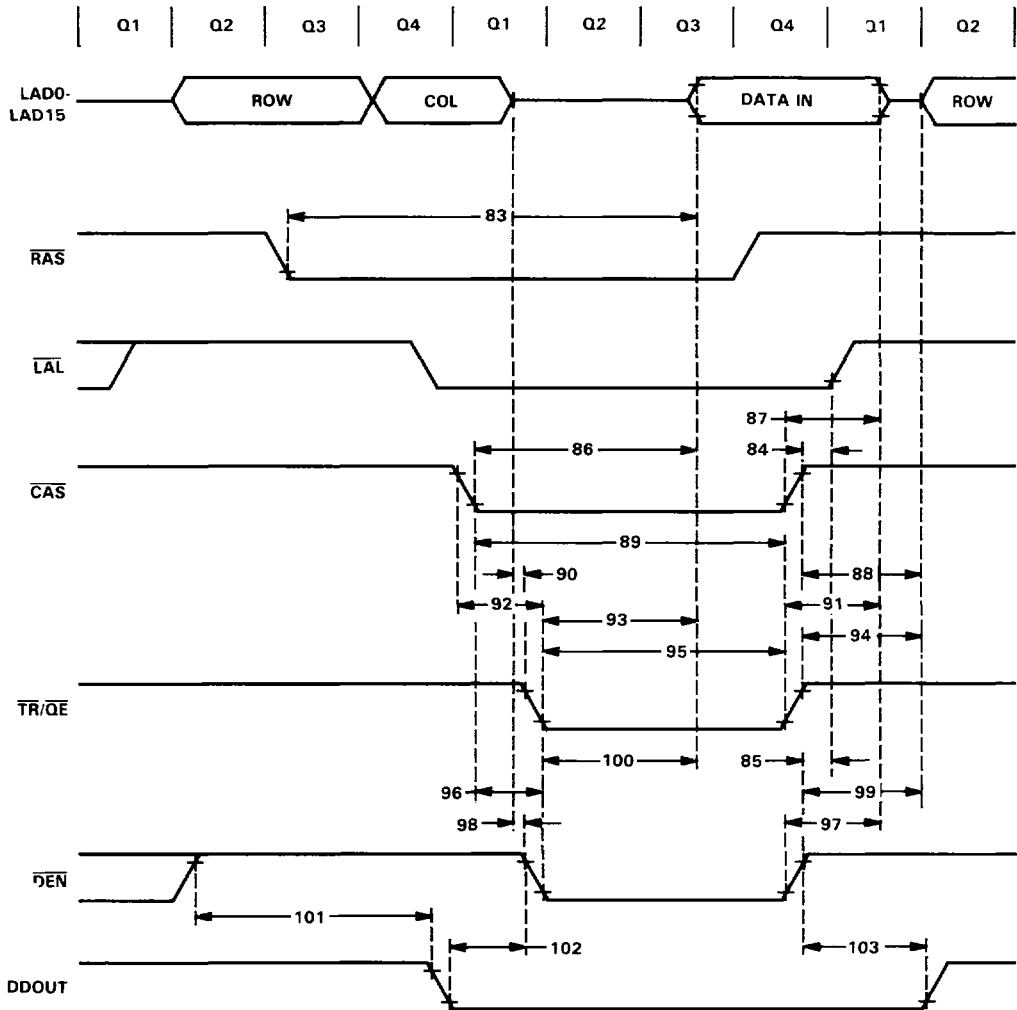 Q1 Q2 Q3 Q4 Q1 Q2 Q3 Q4 Q1 Q2
LAD0-
LAD15
ROW COL DATA IN ROW
83
RAS
LAL
87
86 84
CAS
89
90 88
92 91
93
94
95
TR/QE
100 85
96 99
98 97
DEN
101
102 103
DDOUT